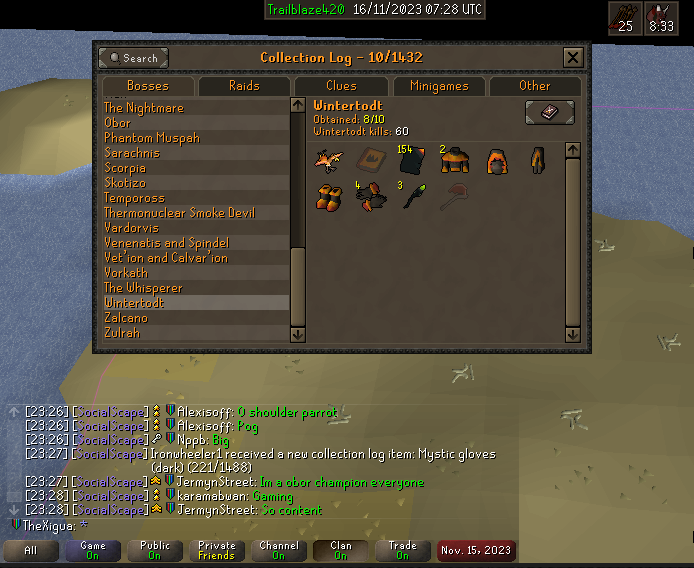 Trailblaze420 16/11/2023 07:28 UTC
25
8:33
Search
Collection Log - 10/1432
Bosses
Raids
Clues
Minigames
Other
The Nightmare
Obor
Phantom Muspah
Sarachnis
Scorpia
Skotizo
Tempoross
Thermonuclear Smoke Devil
Vardorvis
Venenatis and Spindel
Vet'ion and Calvar'ion
Vorkath
The Whisperer
Wintertodt
Zalcano
Zulrah
Wintertodt
Obtained: 8/10
Wintertodt kills: 60
154
2
4
3
[23:26] [SocialScape] Alexisoff: O shoulder parrot
[23:26] [SocialScape] Alexisoff: Pog
[23:26] [SocialScape] Nppb: Big
[23:27] [SocialScape] Ironwheeler1 received a new collection log item: Mystic gloves
(dark) (221/1488)
[23:27] [SocialScape] JermynStreet: Im a obor champion everyone
[23:28] [SocialScape] karamabwan: Gaming
[23:28] [SocialScape] JermynStreet: So content
TheXigua: *
All
Game
On
Public
On
Private
Friends
Channel
On
Clan
On
Trade
On
Nov. 15, 2023